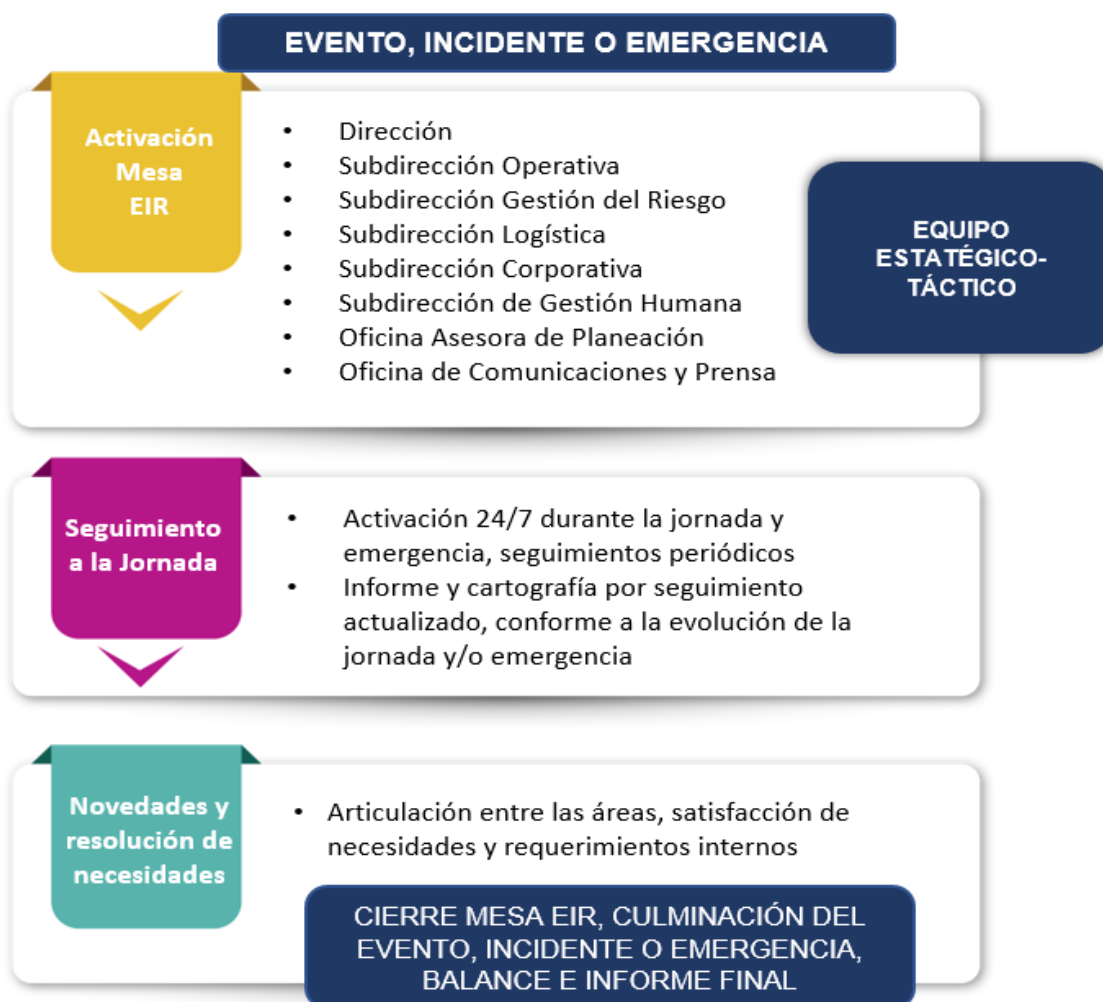 EVENTO, INCIDENTE O EMERGENCIA
Activación
Mesa
EIR
• Dirección
• Subdirección Operativa
• Subdirección Gestión del Riesgo
• Subdirección Logística
• Subdirección Corporativa
• Subdirección de Gestión Humana
• Oficina Asesora de Planeación
• Oficina de Comunicaciones y Prensa
EQUIPO
ESTATÉGICO-
TÁCTICO
Seguimiento
a la Jornada
• Activación 24/7 durante la jornada y
emergencia, seguimientos periódicos
• Informe y cartografía por seguimiento
actualizado, conforme a la evolución de la
jornada y/o emergencia
Novedades y
resolución de
necesidades
• Articulación entre las áreas, satisfacción de
necesidades y requerimientos internos
CIERRE MESA EIR, CULMINACIÓN DEL
EVENTO, INCIDENTE O EMERGENCIA,
BALANCE E INFORME FINAL